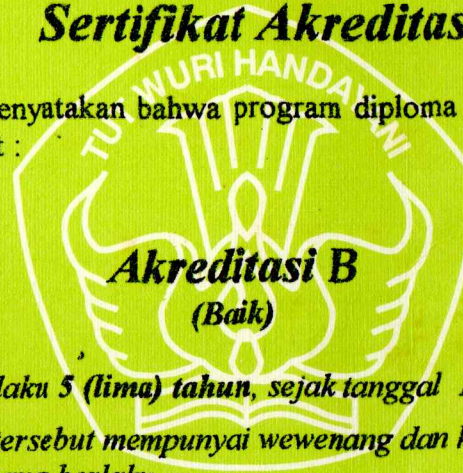 Sertifikat Akreditas
TUT WURI HANDAYANI
enyatakan bahwa program diploma
t :
Akreditasi B
(Baik)
laku 5 (lima) tahun, sejak tanggal
tersebut mempunyai wewenang dan